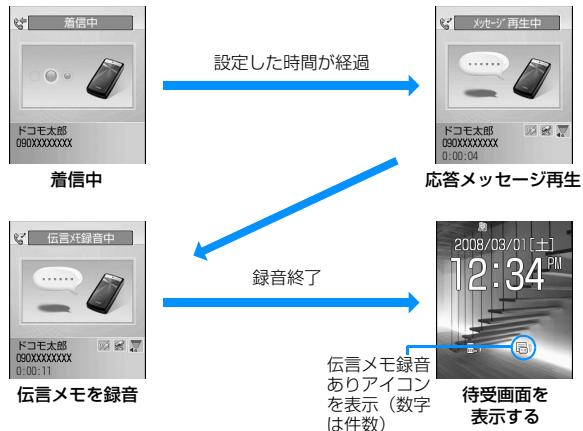 着信中
ドコモ太郎
090XXXXXXXX
着信中
設定した時間が経過
メッセージ再生中
ドコモ太郎
090XXXXXXXX
0:00:04
応答メッセージ再生
伝言メモ録音中
ドコモ太郎
090XXXXXXXX
0:00:11
伝言メモを録音
録音終了
2008/03/01[土]
12:34PM
伝言メモ録音
ありアイコン
を表示（数字
は件数）
待受画面を
表示する